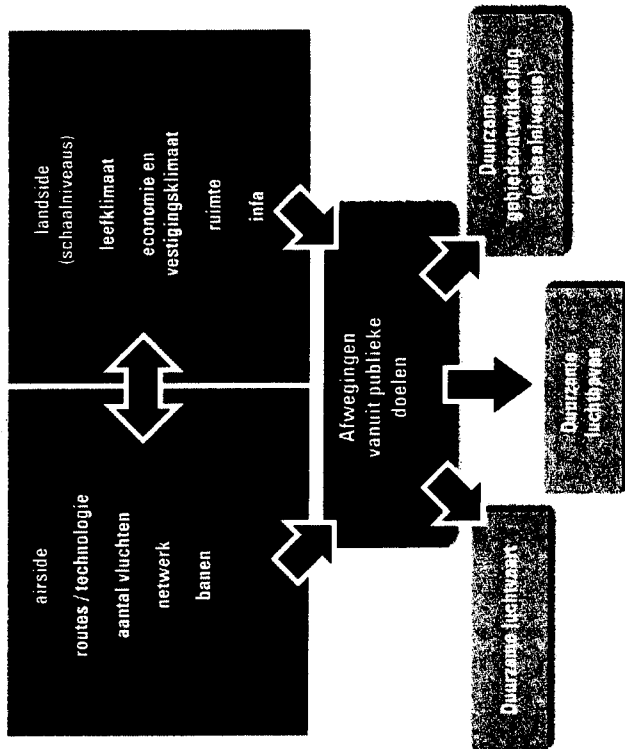 airside
routes / technologie
aantal vluchten
netwerk
banen
landside
(schaalniveaus)
leefklimaat
economie en
vestigingsklimaat
ruimte
infa
Afwegingen
vanuit publieke
doelen
Duurzame luchtvaart
Duurzame
luchthaven
Duurzame
gebiedsontwikkeling
(schaalniveaus)